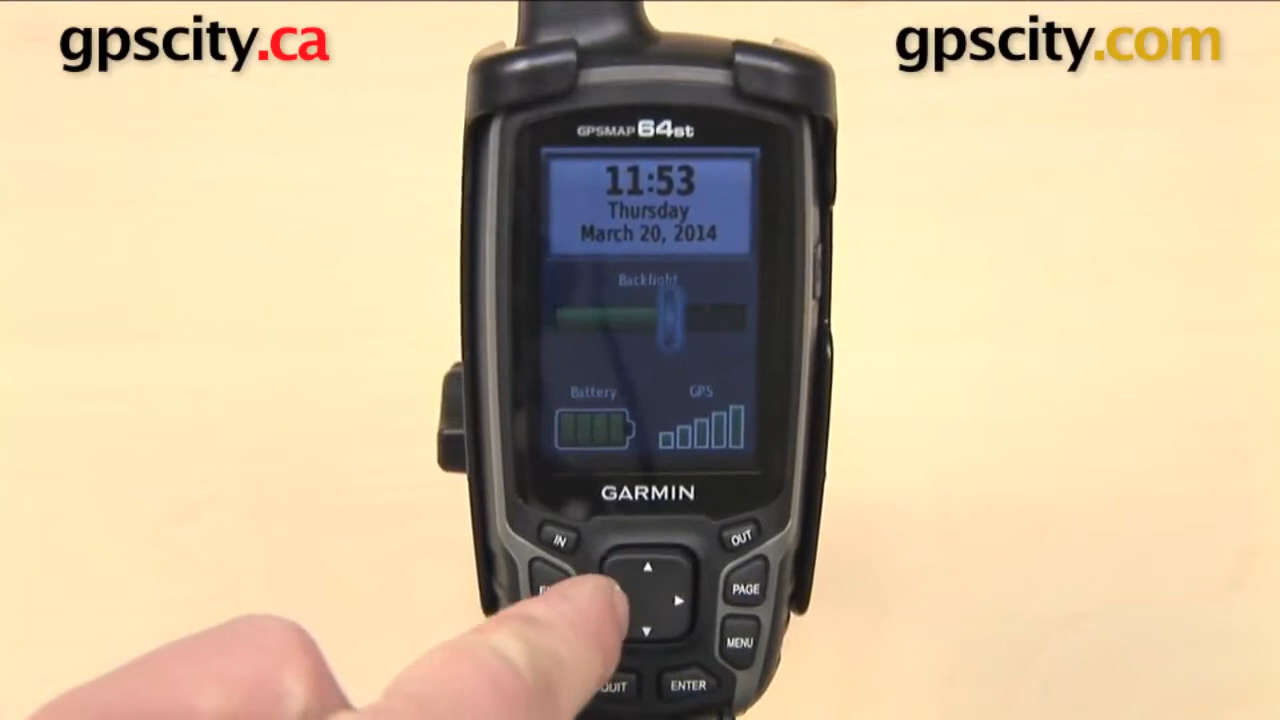 gpscity.ca
gpscity.com
GPSMAP 64st
11:53
Thursday
March 20, 2014
Backlight
Battery
GPS
GARMIN
IN
OUT
PAGE
MENU
ENTER